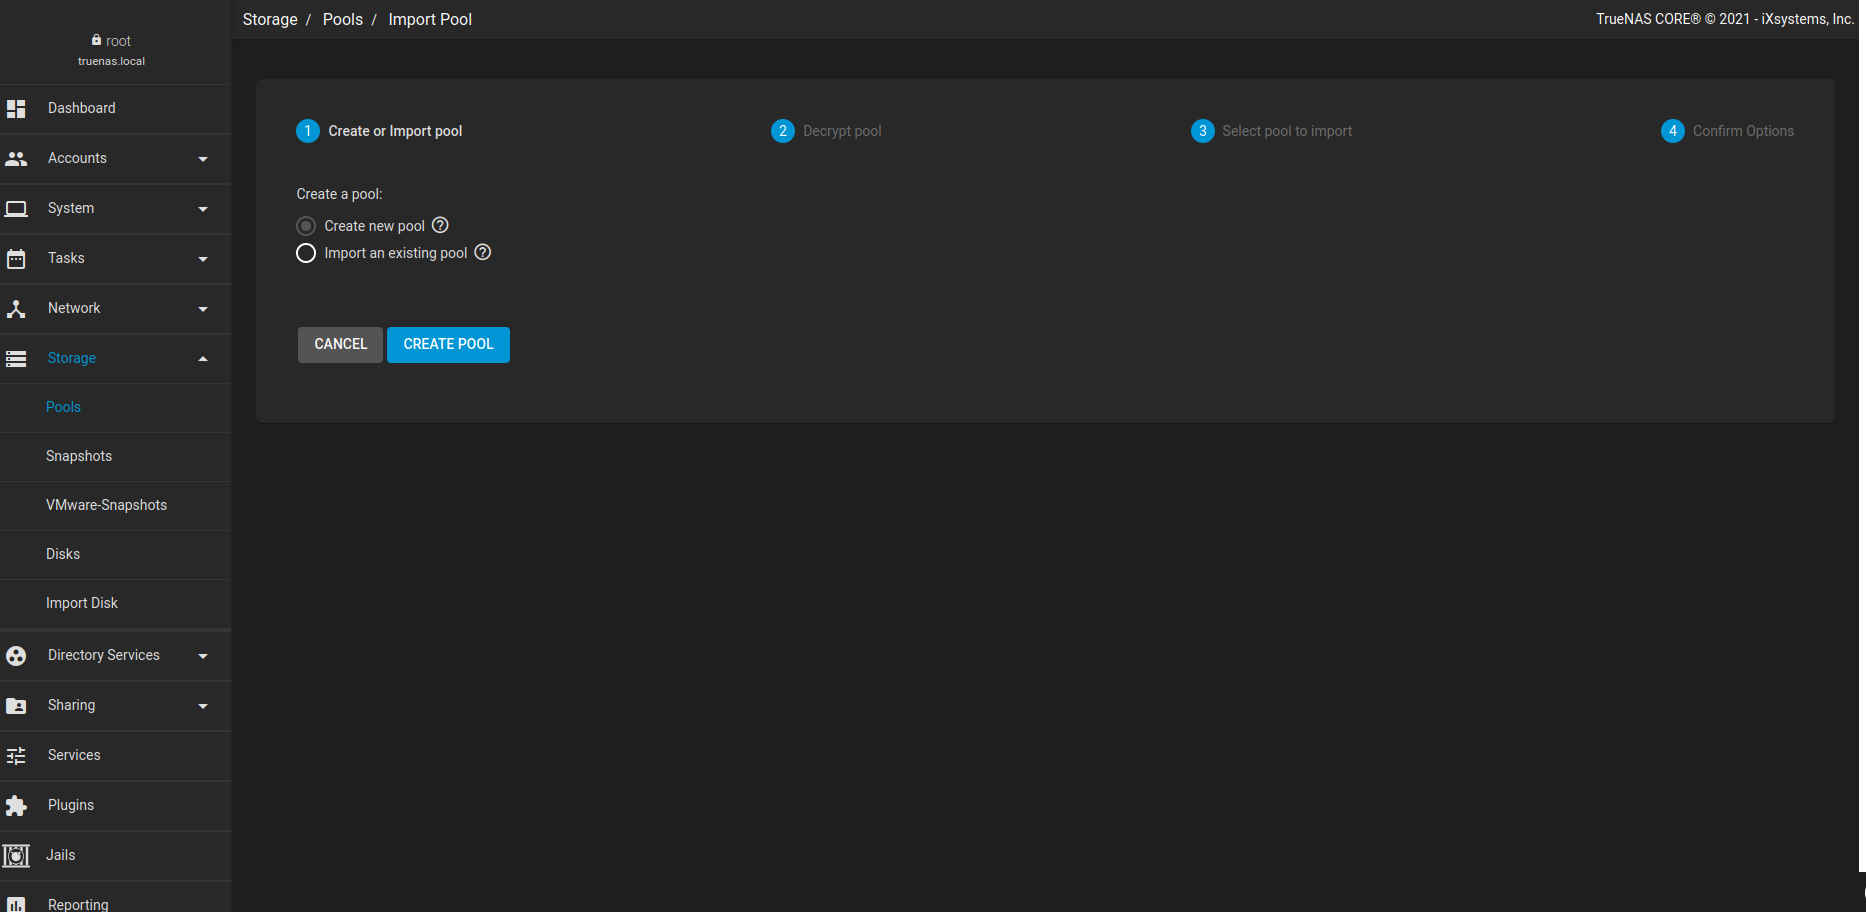 root
truenas.local
Dashboard
Accounts
System
Tasks
Network
Storage
Pools
Snapshots
VMware-Snapshots
Disks
Import Disk
Directory Services
Sharing
Services
Plugins
Jails
Reporting
Storage / Pools / Import Pool
TrueNAS CORE® © 2021 - iXsystems, Inc.
1 Create or Import pool
2 Decrypt pool
3 Select pool to import
4 Confirm Options
Create a pool:
Create new pool ?
Import an existing pool ?
CANCEL CREATE POOL